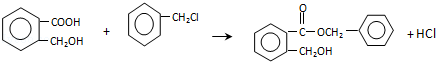 COOH
CH₂OH
+
CH₂Cl
→
O
C
OCH₂
CH₂OH
+ HCl